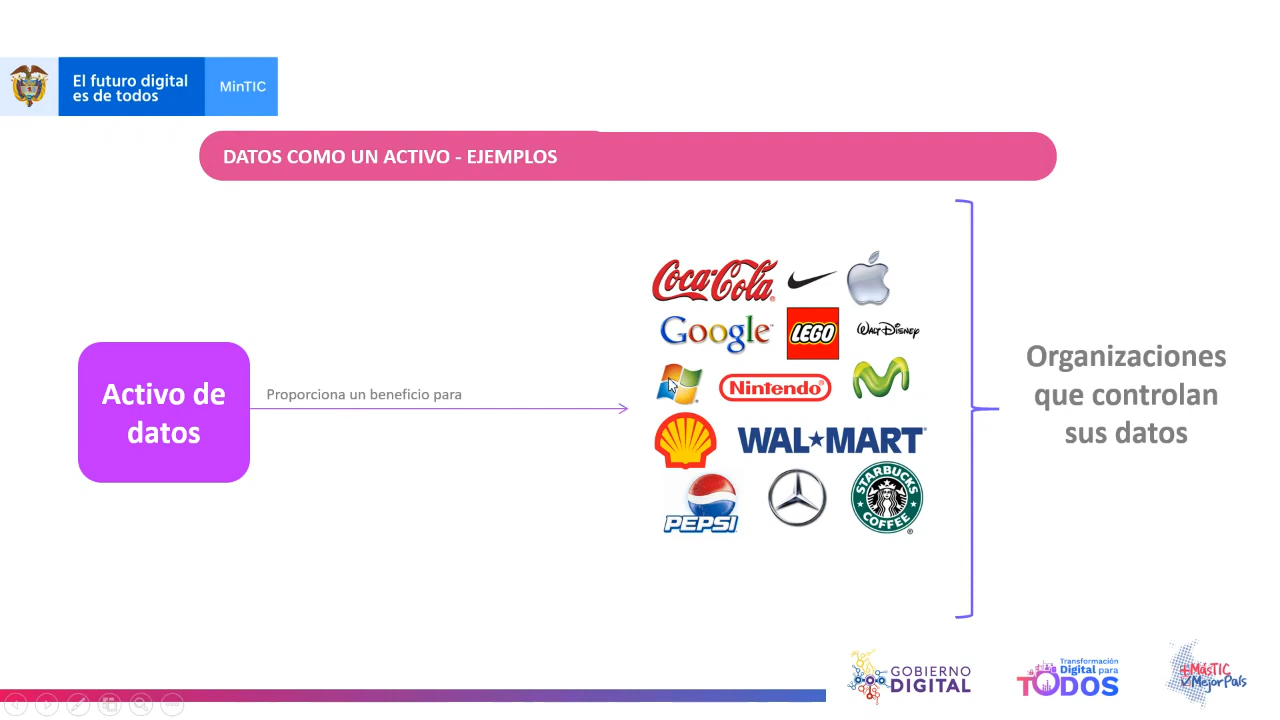 El futuro digital
es de todos
MinTIC
DATOS COMO UN ACTIVO - EJEMPLOS
Activo de
datos
Proporciona un beneficio para
Coca-Cola
Google
LEGO
WALT DISNEY
Nintendo
WAL★MART
PEPSI
STARBUCKS
COFFEE
Organizaciones
que controlan
sus datos
GOBIERNO
DIGITAL
Transformación
Digital para
TODOS
+MásTIC
✓MejorPaís